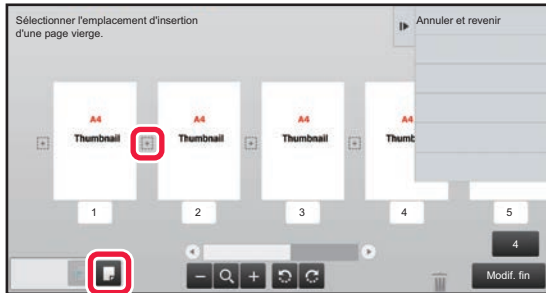 Sélectionner l'emplacement d'insertion
d'une page vierge.
Annuler et revenir
A4
Thumbnail
A4
Thumbnail
A4
Thumbnail
A4
Thumb
1
2
3
4
5
4
Modif. fin